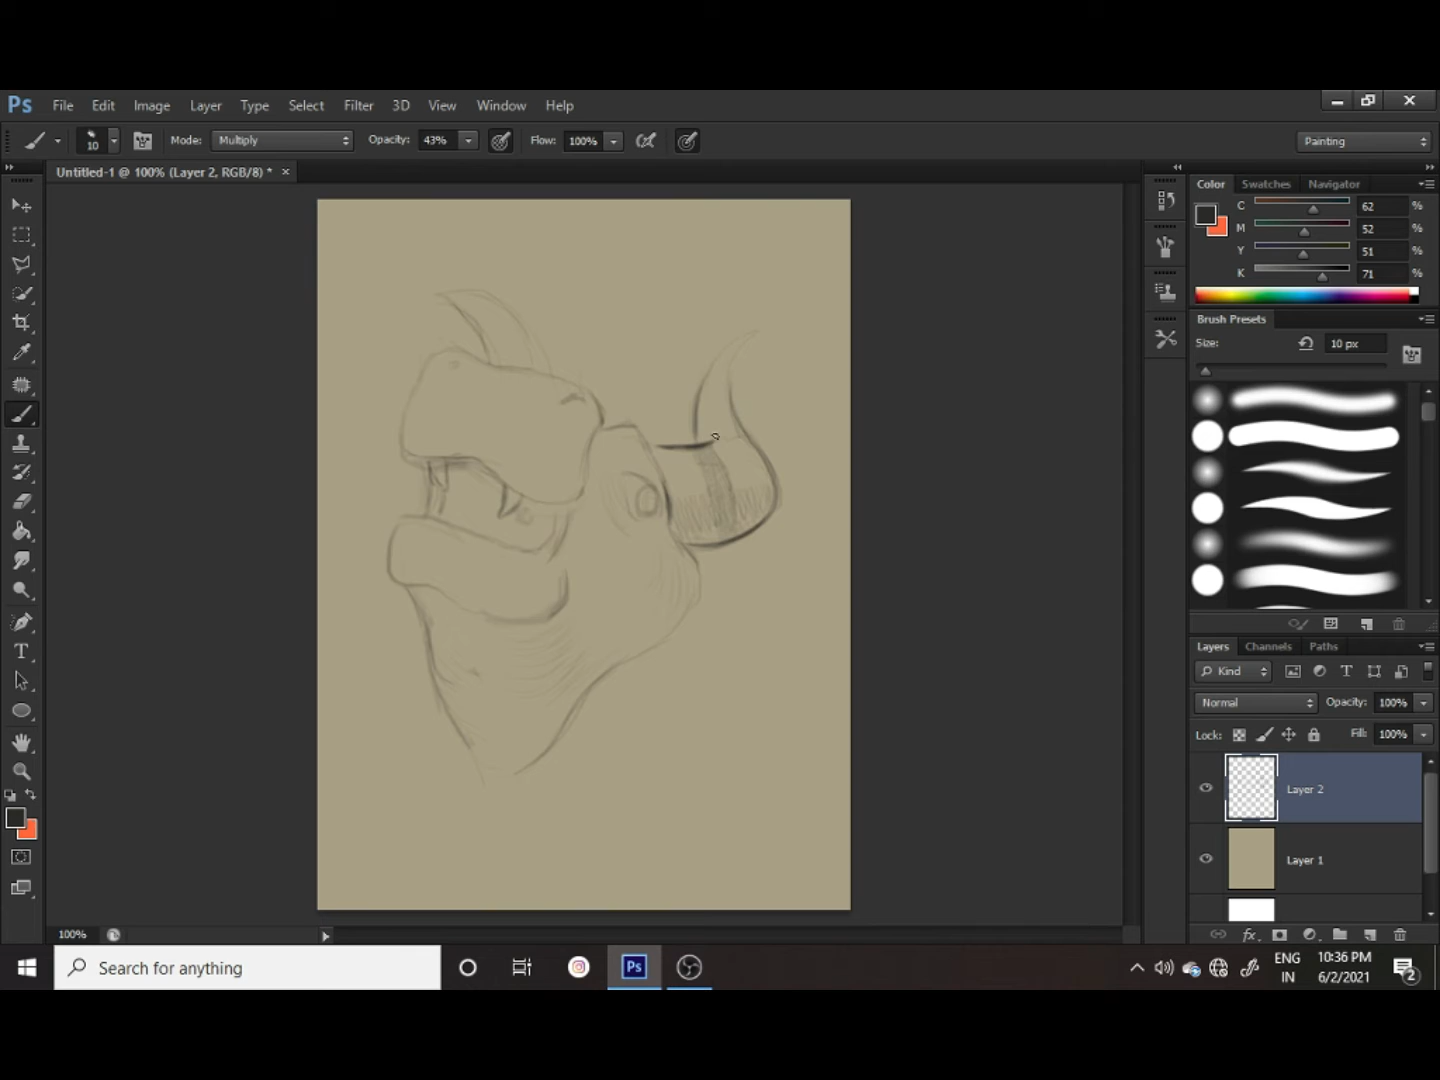 Ps File Edit Image Layer Type Select Filter 3D View Window Help
10 Mode: Multiply Opacity: 43% Flow: 100% Painting
Untitled-1 @ 100% (Layer 2, RGB/8) * ×
Color Swatches Navigator
C 62 %
M 52 %
Y 51 %
K 71 %
Brush Presets
Size: 10 px
Layers Channels Paths
Kind
Normal Opacity: 100%
Lock: Fill: 100%
Layer 2
Layer 1
100%
Search for anything
Ps
ENG
IN
10:36 PM
6/2/2021
2